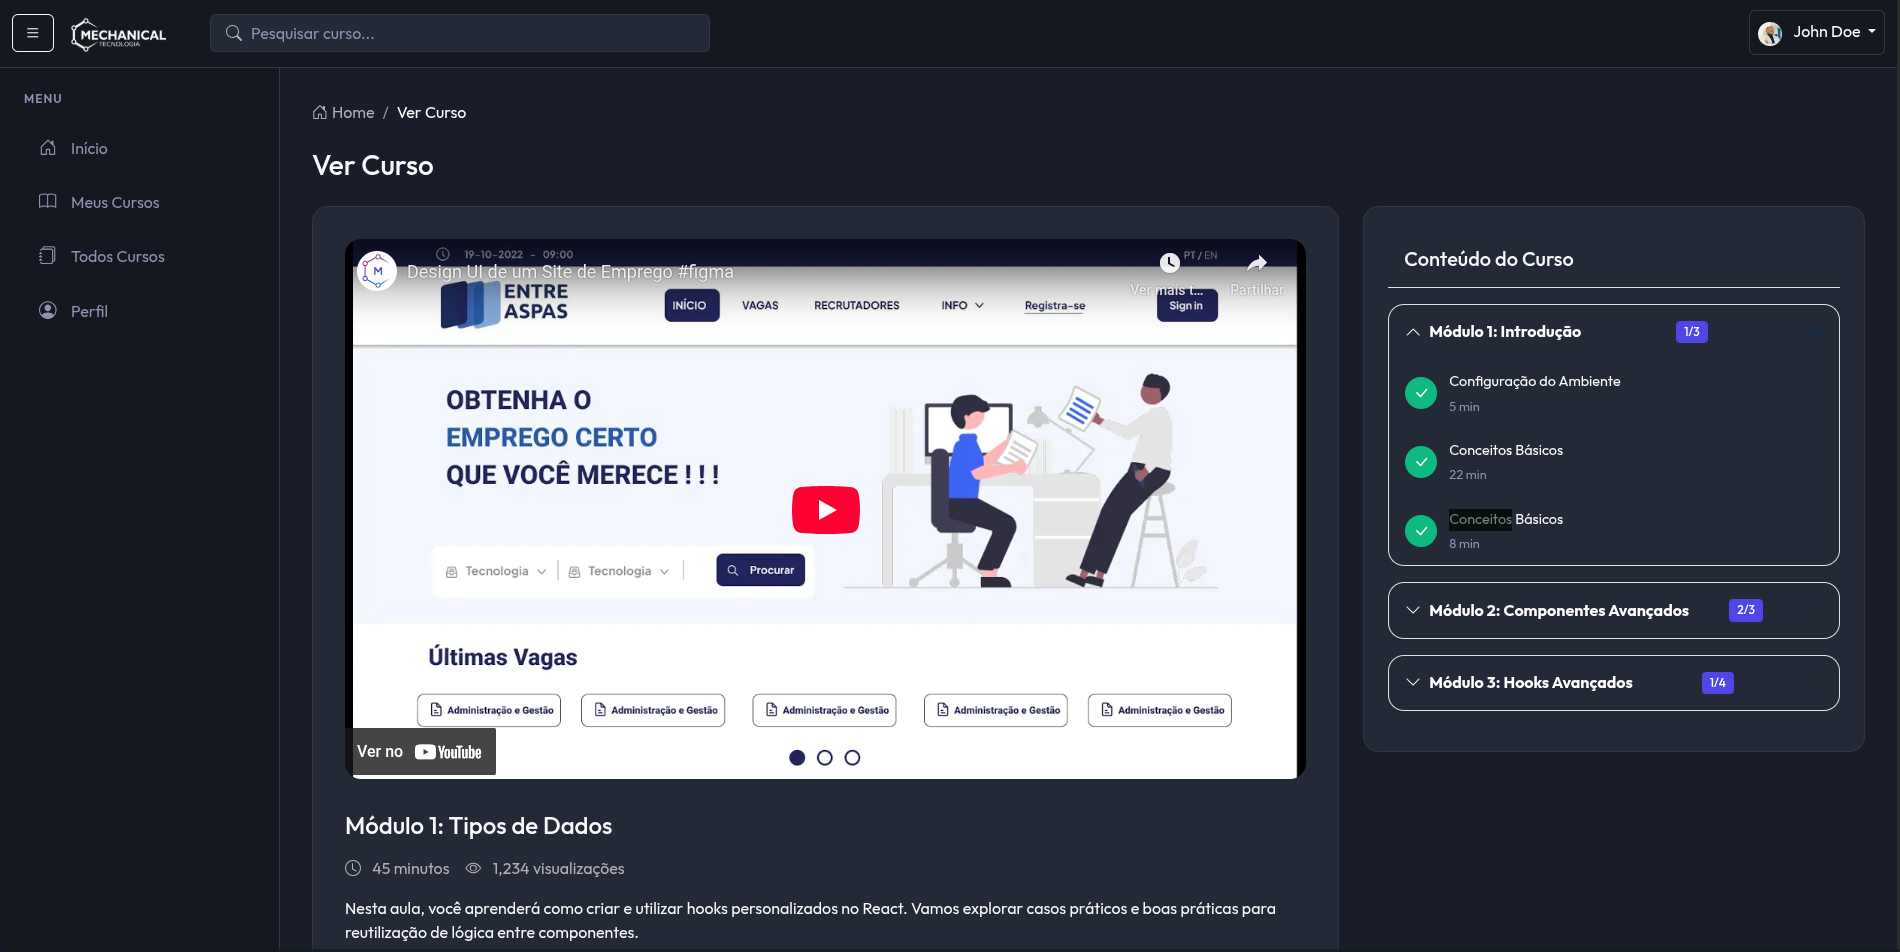 MECHANICAL
TECNOLOGIA
Pesquisar curso...
John Doe
MENU
Início
Meus Cursos
Todos Cursos
Perfil
Home / Ver Curso
Ver Curso
19-10-2022 - 09:00
PT / EN
M
Design UI de um Site de Emprego #figma
Ver mais t...
Partilhar
ENTRE
ASPAS
INÍCIO
VAGAS
RECRUTADORES
INFO
Registra-se
Sign in
OBTENHA O
EMPREGO CERTO
QUE VOCÊ MERECE ! ! !
Tecnologia
Tecnologia
Procurar
Últimas Vagas
Administração e Gestão
Administração e Gestão
Administração e Gestão
Administração e Gestão
Administração e Gestão
Ver no YouTube
Módulo 1: Tipos de Dados
45 minutos
1,234 visualizações
Nesta aula, você aprenderá como criar e utilizar hooks personalizados no React. Vamos explorar casos práticos e boas práticas para
reutilização de lógica entre componentes.
Conteúdo do Curso
Módulo 1: Introdução
1/3
Configuração do Ambiente
5 min
Conceitos Básicos
22 min
Conceitos Básicos
8 min
Módulo 2: Componentes Avançados
2/3
Módulo 3: Hooks Avançados
1/4